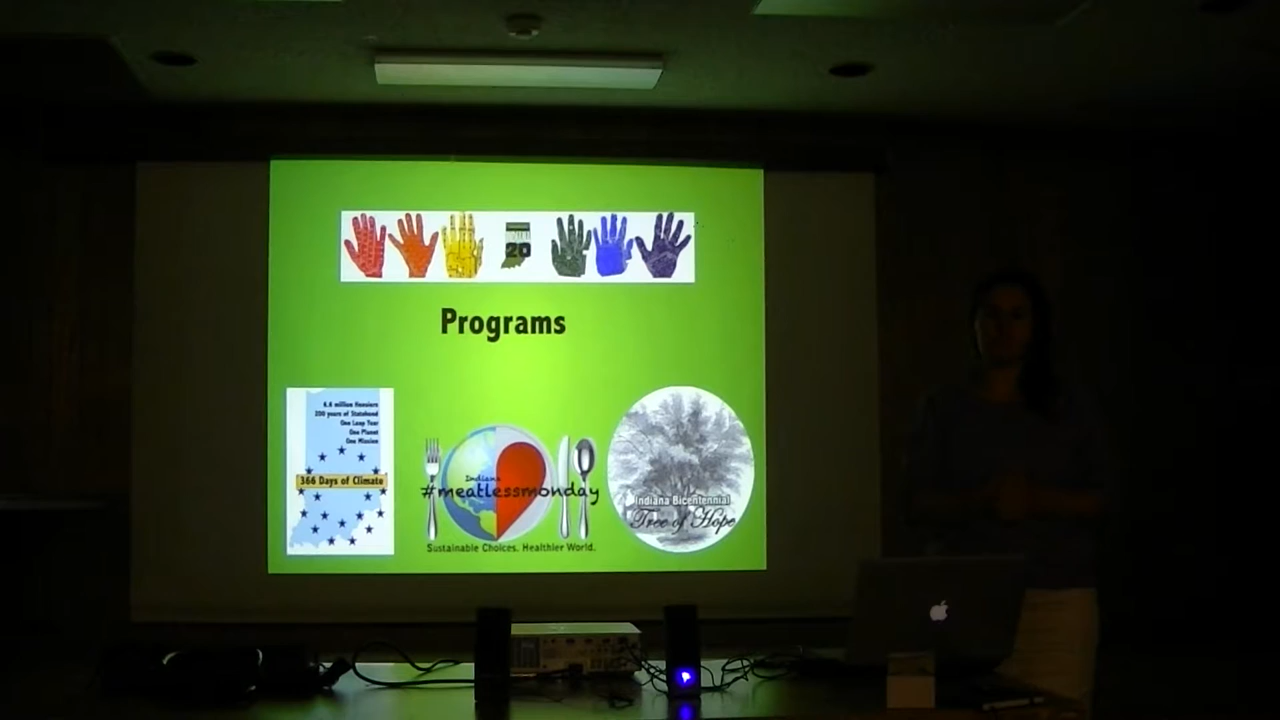 20
Programs
6.6 million Hoosiers
200 years of Statehood
One Leap Year
One Planet
One Mission
366 Days of Climate
Indiana
#meatlessmonday
Sustainable Choices. Healthier World.
Indiana Bicentennial
Tree of Hope